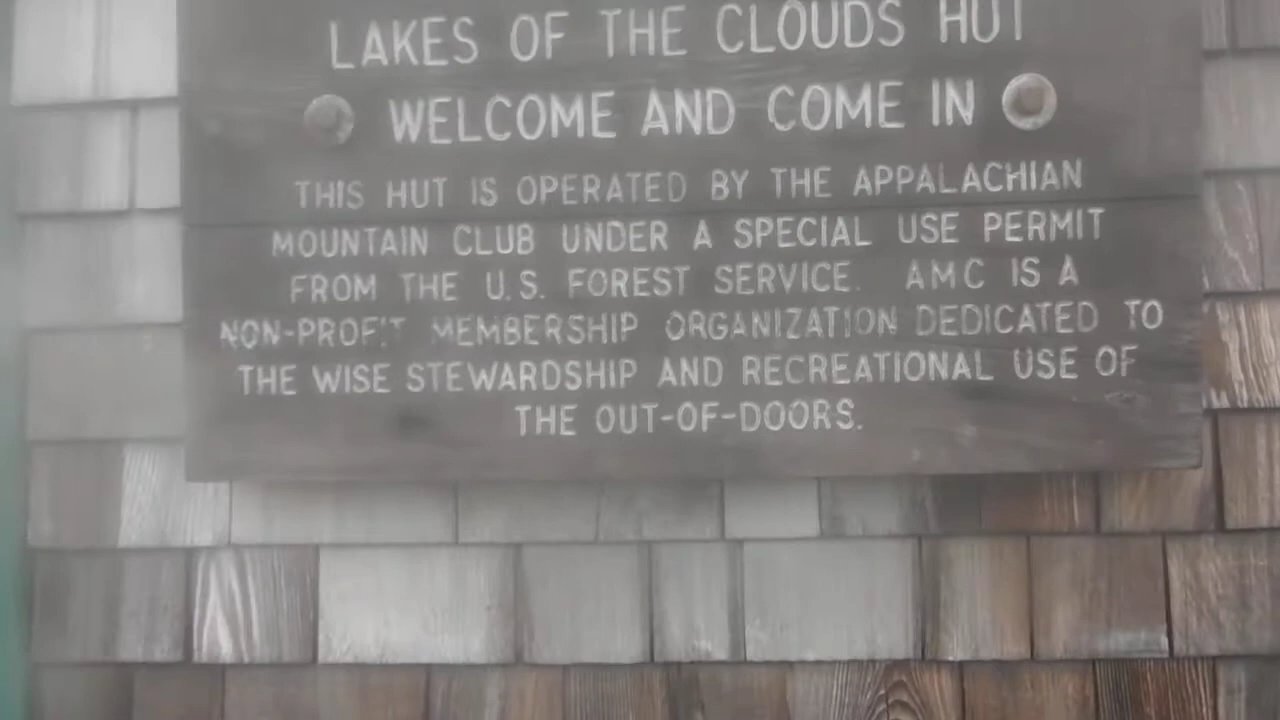 LAKES OF THE CLOUDS HUT
WELCOME AND COME IN
THIS HUT IS OPERATED BY THE APPALACHIAN
MOUNTAIN CLUB UNDER A SPECIAL USE PERMIT
FROM THE U.S. FOREST SERVICE. AMC IS A
NON-PROFIT MEMBERSHIP ORGANIZATION DEDICATED TO
THE WISE STEWARDSHIP AND RECREATIONAL USE OF
THE OUT-OF-DOORS.